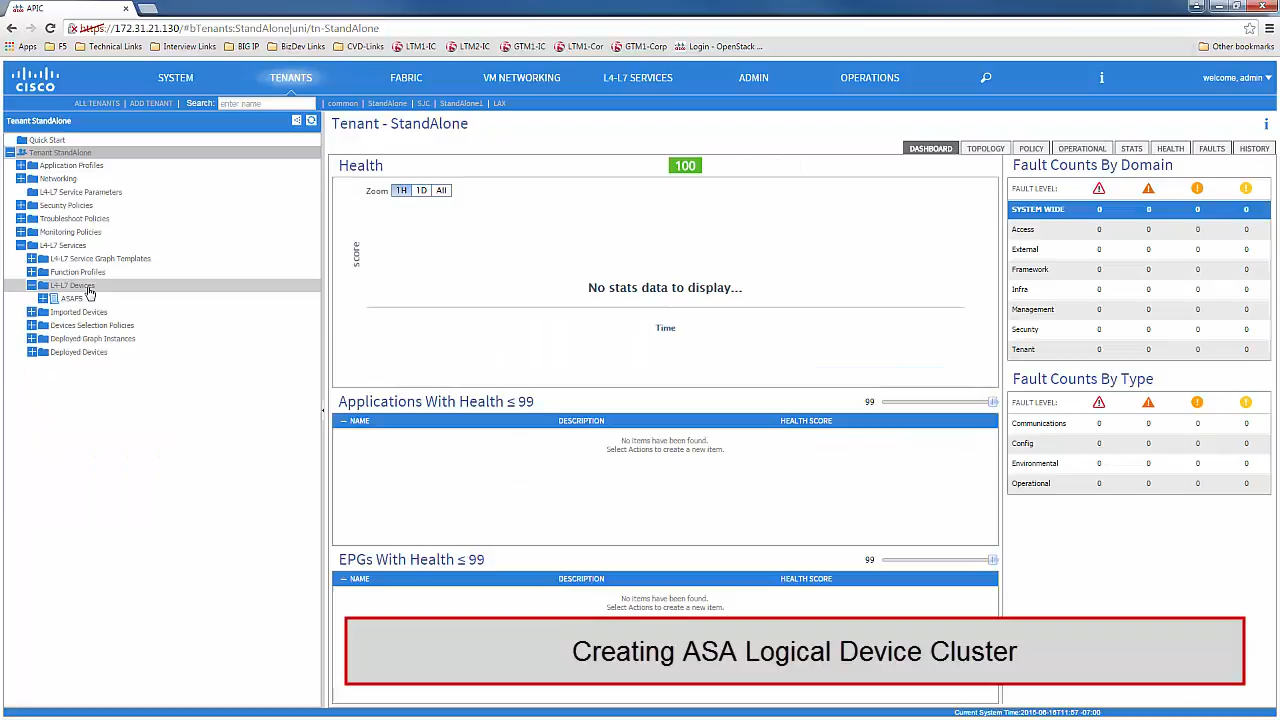 APIC
https://172.31.21.130/#bTenants:StandAlone|uni/tn-StandAlone
Apps F5 Technical Links Interview Links BIG IP BizDev Links CVD-Links LTM1-IC LTM2-IC GTM1-IC LTM1-Cor GTM1-Corp Login - OpenStack ... Other bookmarks
CISCO SYSTEM TENANTS FABRIC VM NETWORKING L4-L7 SERVICES ADMIN OPERATIONS i welcome, admin
ALL TENANTS | ADD TENANT | Search: enter name | common | StandAlone | SJC | StandAlone1 | LAX
Tenant StandAlone
Quick Start
Tenant StandAlone
Application Profiles
Networking
L4-L7 Service Parameters
Security Policies
Troubleshoot Policies
Monitoring Policies
L4-L7 Services
L4-L7 Service Graph Templates
Function Profiles
L4-L7 Devices
ASAF5
Imported Devices
Devices Selection Policies
Deployed Graph Instances
Deployed Devices
Tenant - StandAlone i
DASHBOARD TOPOLOGY POLICY OPERATIONAL STATS HEALTH FAULTS HISTORY
Health 100
Zoom 1H 1D All
score
No stats data to display...
Time
Applications With Health ≤ 99 99
NAME DESCRIPTION HEALTH SCORE
No items have been found.
Select Actions to create a new item.
EPGs With Health ≤ 99 99
NAME DESCRIPTION HEALTH SCORE
No items have been found.
Select Actions to create a new item.
Fault Counts By Domain
FAULT LEVEL:
SYSTEM WIDE 0 0 0 0
Access 0 0 0 0
External 0 0 0 0
Framework 0 0 0 0
Infra 0 0 0 0
Management 0 0 0 0
Security 0 0 0 0
Tenant 0 0 0 0
Fault Counts By Type
FAULT LEVEL:
Communications 0 0 0 0
Config 0 0 0 0
Environmental 0 0 0 0
Operational 0 0 0 0
Creating ASA Logical Device Cluster
Current System Time:2015-06-16T11:57 -07:00